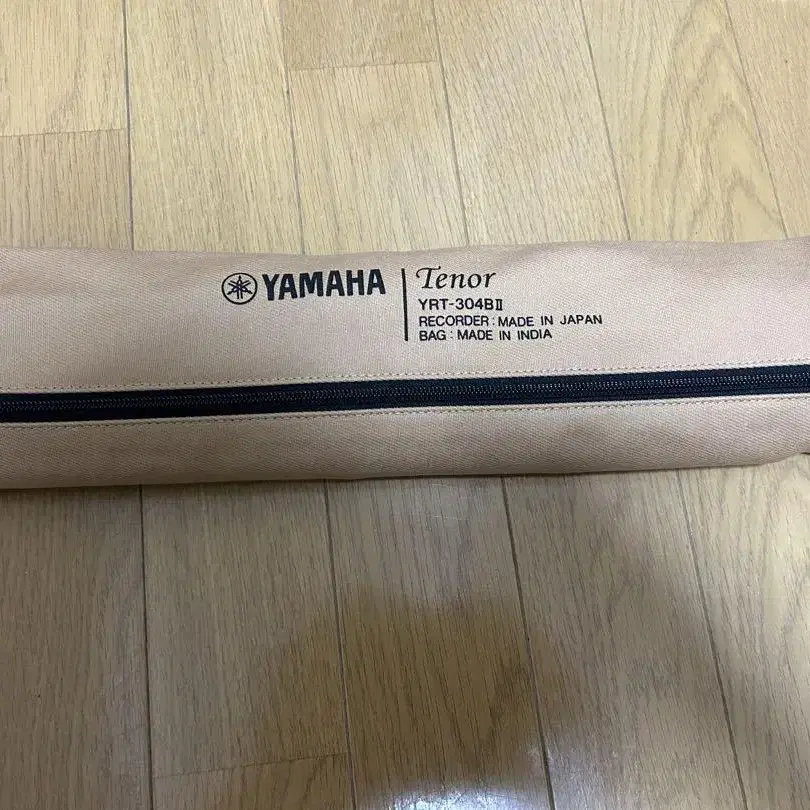 YAMAHA
Tenor
YRT-304BⅡ
RECORDER : MADE IN JAPAN
BAG : MADE IN INDIA